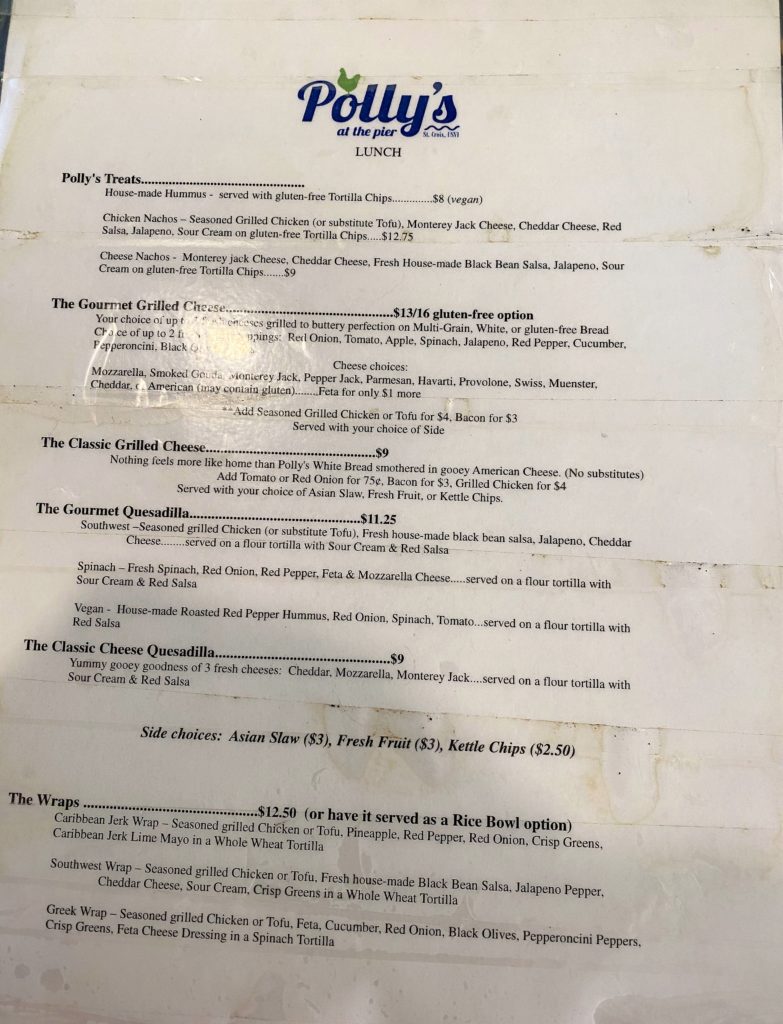 Polly's
at the pier
St. Croix, USVI
LUNCH
Polly's Treats...............................................
House-made Hummus - served with gluten-free Tortilla Chips.............$8 (vegan)
Chicken Nachos – Seasoned Grilled Chicken (or substitute Tofu), Monterey Jack Cheese, Cheddar Cheese, Red
Salsa, Jalapeno, Sour Cream on gluten-free Tortilla Chips.....$12.75
Cheese Nachos - Monterey jack Cheese, Cheddar Cheese, Fresh House-made Black Bean Salsa, Jalapeno, Sour
Cream on gluten-free Tortilla Chips.......$9
The Gourmet Grilled Cheese................................................$13/16 gluten-free option
Your choice of up cheeses grilled to buttery perfection on Multi-Grain, White, or gluten-free Bread
Choice of up to 2 Red Onion, Tomato, Apple, Spinach, Jalapeno, Red Pepper, Cucumber,
Pepperoncini, Black
Cheese choices:
Mozzarella, Smoked Gouda, Monterey Jack, Pepper Jack, Parmesan, Havarti, Provolone, Swiss, Muenster,
Cheddar, American (may contain gluten)........Feta for only $1 more
**Add Seasoned Grilled Chicken or Tofu for $4, Bacon for $3
Served with your choice of Side
The Classic Grilled Cheese.................................................$9
Nothing feels more like home than Polly's White Bread smothered in gooey American Cheese. (No substitutes)
Add Tomato or Red Onion for 75¢, Bacon for $3, Grilled Chicken for $4
Served with your choice of Asian Slaw, Fresh Fruit, or Kettle Chips.
The Gourmet Quesadilla.................................................$11.25
Southwest –Seasoned grilled Chicken (or substitute Tofu), Fresh house-made black bean salsa, Jalapeno, Cheddar
Cheese........served on a flour tortilla with Sour Cream & Red Salsa
Spinach – Fresh Spinach, Red Onion, Red Pepper, Feta & Mozzarella Cheese.....served on a flour tortilla with
Sour Cream & Red Salsa
Vegan - House-made Roasted Red Pepper Hummus, Red Onion, Spinach, Tomato...served on a flour tortilla with
Red Salsa
The Classic Cheese Quesadilla..................................................$9
Yummy gooey goodness of 3 fresh cheeses: Cheddar, Mozzarella, Monterey Jack....served on a flour tortilla with
Sour Cream & Red Salsa
Side choices: Asian Slaw ($3), Fresh Fruit ($3), Kettle Chips ($2.50)
The Wraps ..................................................$12.50 (or have it served as a Rice Bowl option)
Caribbean Jerk Wrap – Seasoned grilled Chicken or Tofu, Pineapple, Red Pepper, Red Onion, Crisp Greens,
Caribbean Jerk Lime Mayo in a Whole Wheat Tortilla
Southwest Wrap – Seasoned grilled Chicken or Tofu, Fresh house-made Black Bean Salsa, Jalapeno Pepper,
Cheddar Cheese, Sour Cream, Crisp Greens in a Whole Wheat Tortilla
Greek Wrap – Seasoned grilled Chicken or Tofu, Feta, Cucumber, Red Onion, Black Olives, Pepperoncini Peppers,
Crisp Greens, Feta Cheese Dressing in a Spinach Tortilla